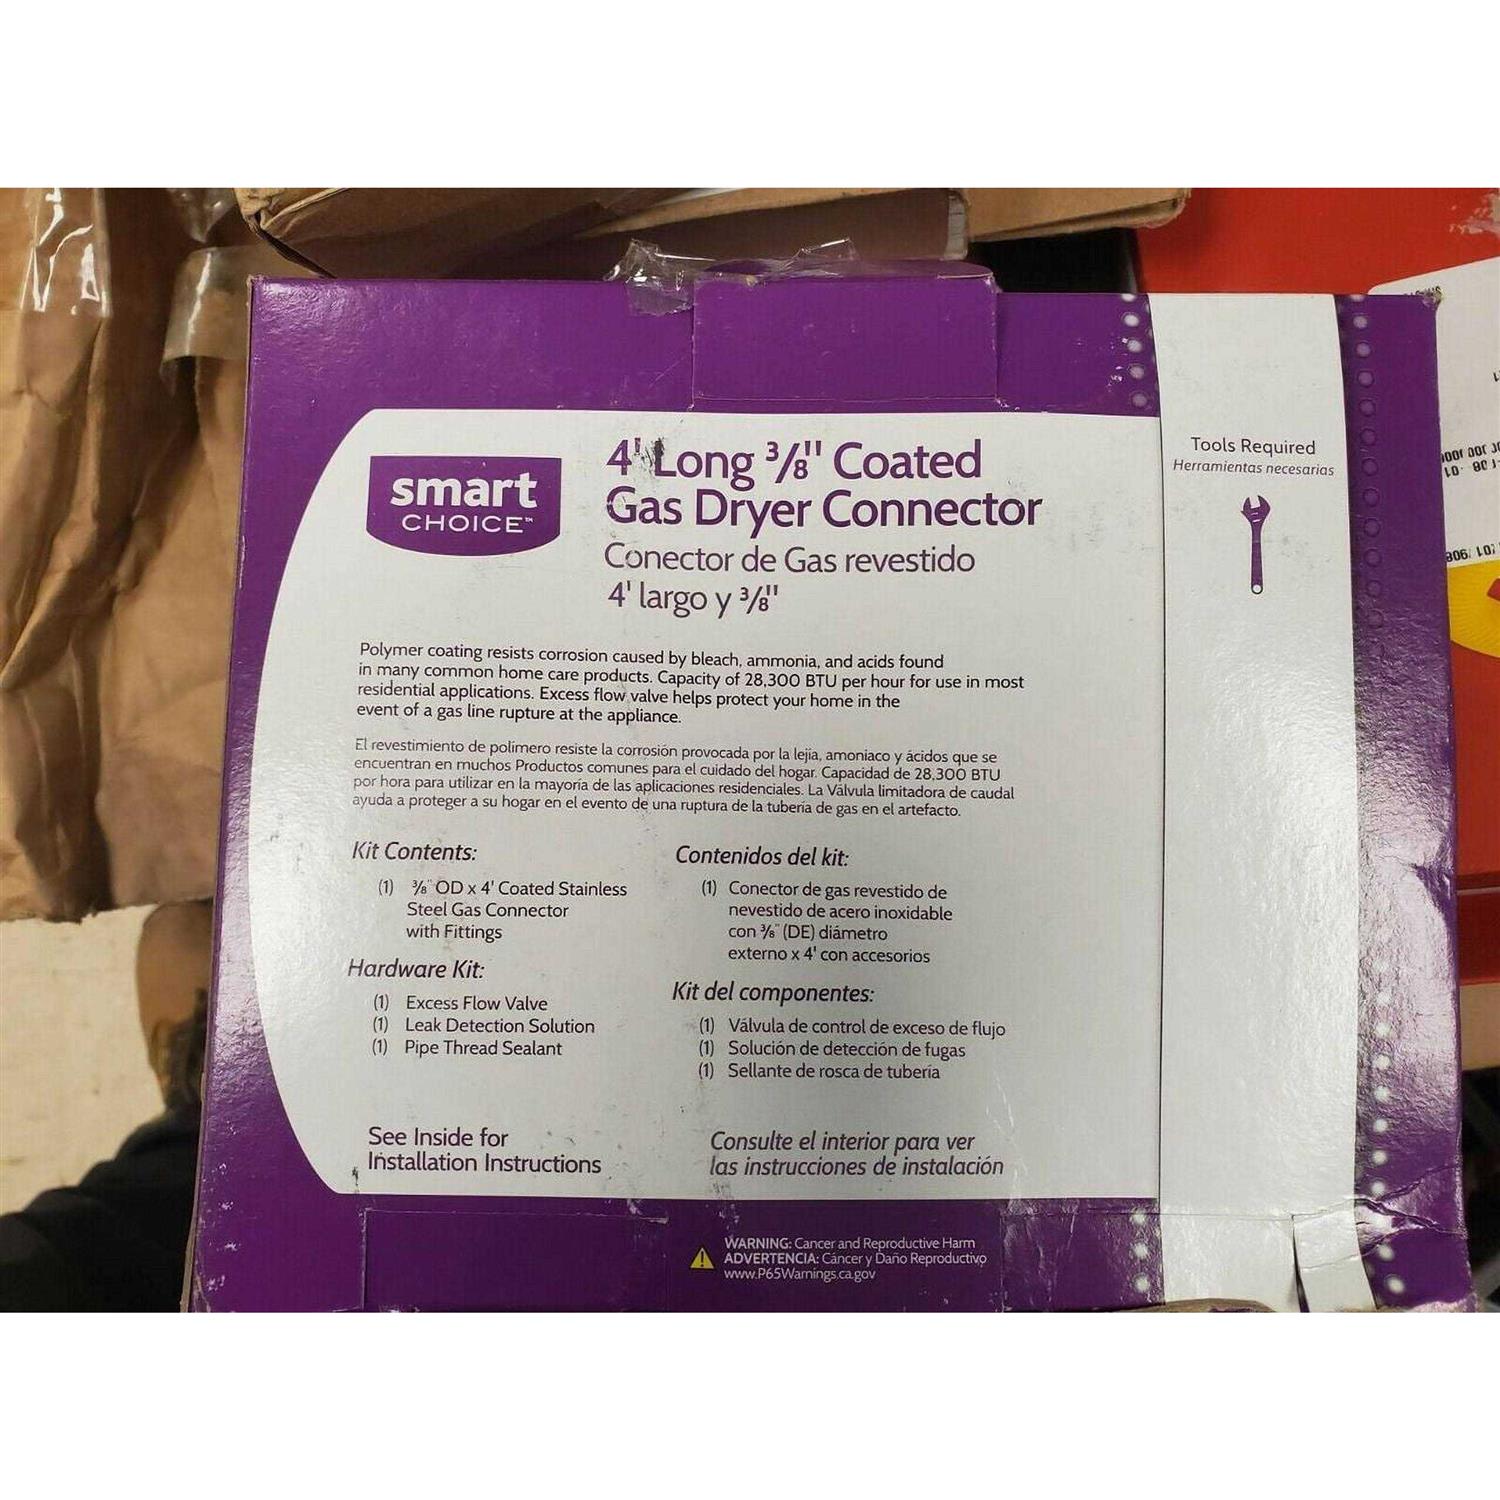 smart
CHOICE™
4' Long 3/8" Coated
Gas Dryer Connector
Conector de Gas revestido
4' largo y 3/8"
Polymer coating resists corrosion caused by bleach, ammonia, and acids found
in many common home care products. Capacity of 28,300 BTU per hour for use in most
residential applications. Excess flow valve helps protect your home in the
event of a gas line rupture at the appliance.
El revestimiento de polímero resiste la corrosión provocada por la lejía, amoniaco y ácidos que se
encuentran en muchos Productos comunes para el cuidado del hogar. Capacidad de 28,300 BTU
por hora para utilizar en la mayoría de las aplicaciones residenciales. La Válvula limitadora de caudal
ayuda a proteger a su hogar en el evento de una ruptura de la tubería de gas en el artefacto.
Kit Contents:
(1) 3/8" OD x 4' Coated Stainless
Steel Gas Connector
with Fittings
Hardware Kit:
(1) Excess Flow Valve
(1) Leak Detection Solution
(1) Pipe Thread Sealant
Contenidos del kit:
(1) Conector de gas revestido de
nevestido de acero inoxidable
con 3/8" (DE) diámetro
externo x 4' con accesorios
Kit del componentes:
(1) Válvula de control de exceso de flujo
(1) Solución de detección de fugas
(1) Sellante de rosca de tubería
See Inside for
Installation Instructions
Consulte el interior para ver
las instrucciones de instalación
WARNING: Cancer and Reproductive Harm
ADVERTENCIA: Cáncer y Daño Reproductivo
www.P65Warnings.ca.gov
Tools Required
Herramientas necesarias